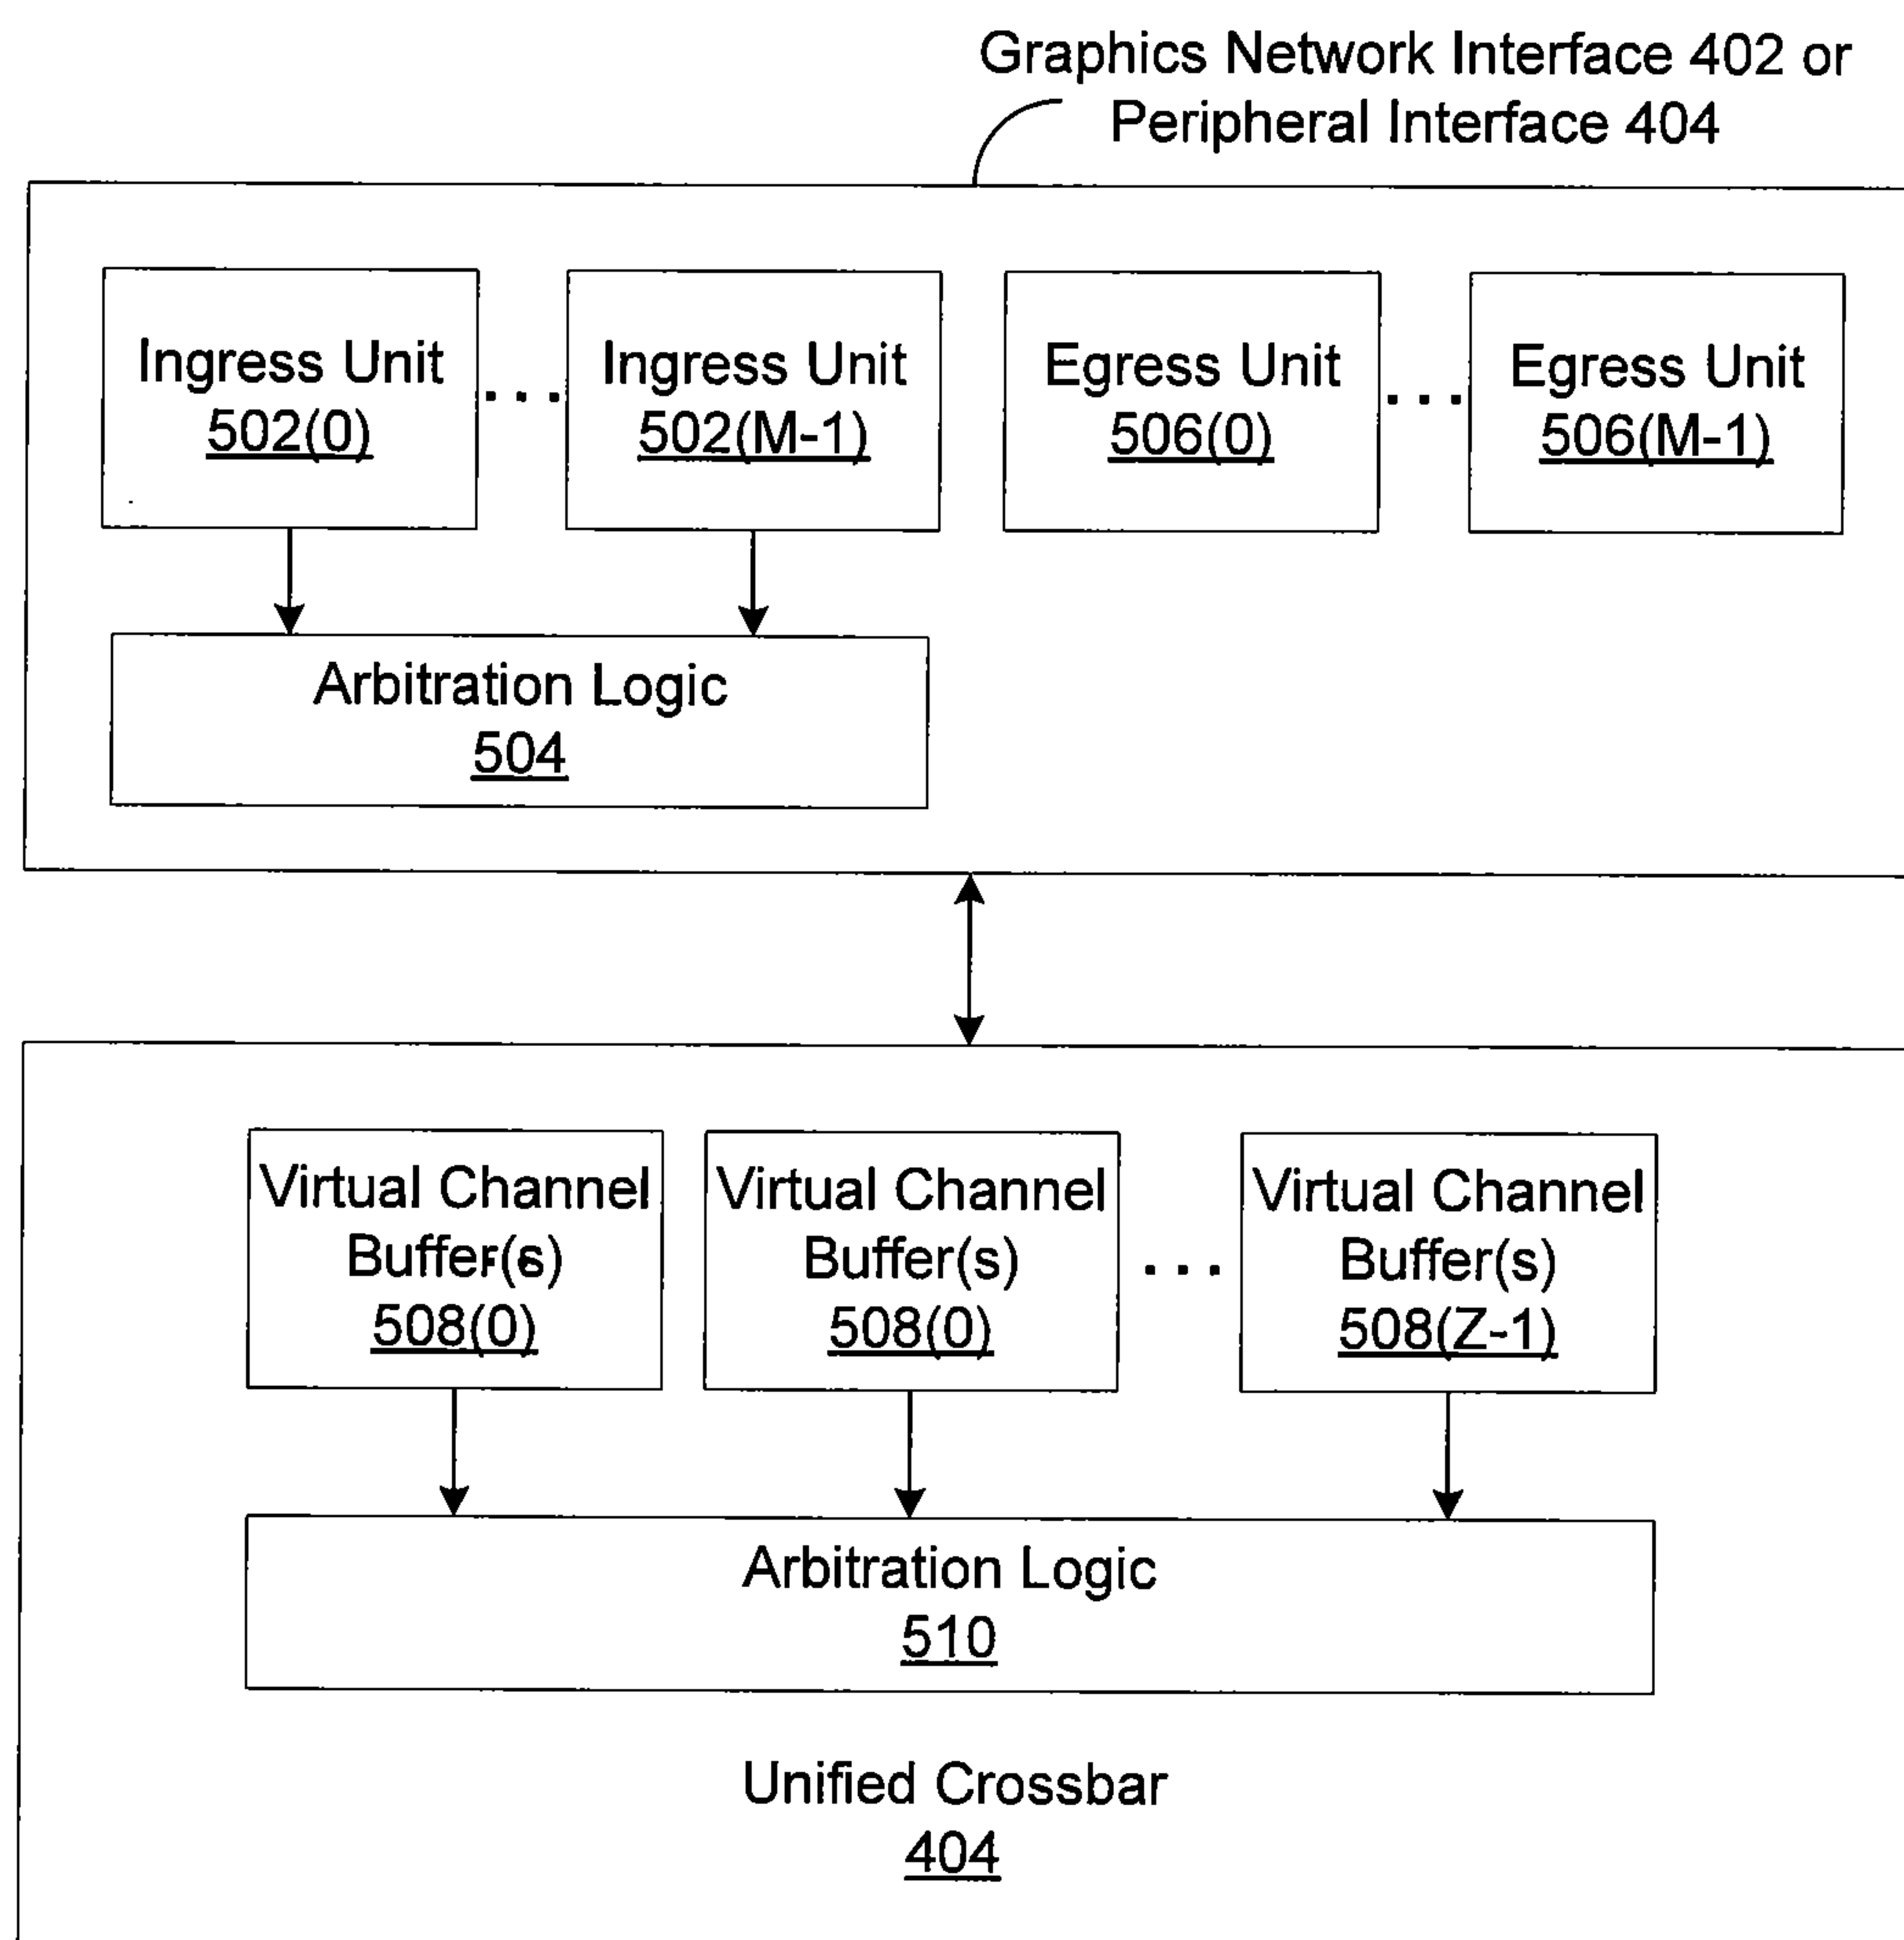 Graphics Network Interface 402 or
Peripheral Interface 404
Ingress Unit
502(0)
...
Ingress Unit
502(M-1)
Egress Unit
506(0)
...
Egress Unit
506(M-1)
Arbitration Logic
504
Virtual Channel
Buffer(s)
508(0)
Virtual Channel
Buffer(s)
508(0)
...
Virtual Channel
Buffer(s)
508(Z-1)
Arbitration Logic
510
Unified Crossbar
404